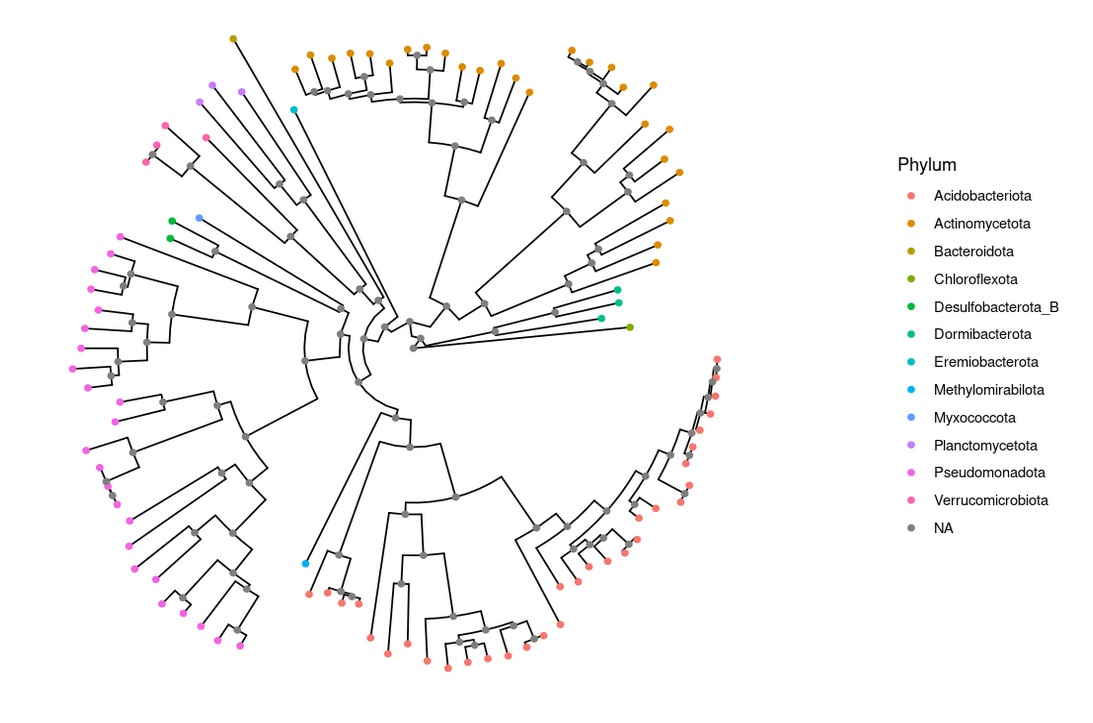 Phylum
Acidobacteriota
Actinomycetota
Bacteroidota
Chloroflexota
Desulfobacterota_B
Dormibacterota
Eremiobacterota
Methylomirabilota
Myxococcota
Planctomycetota
Pseudomonadota
Verrucomicrobiota
NA